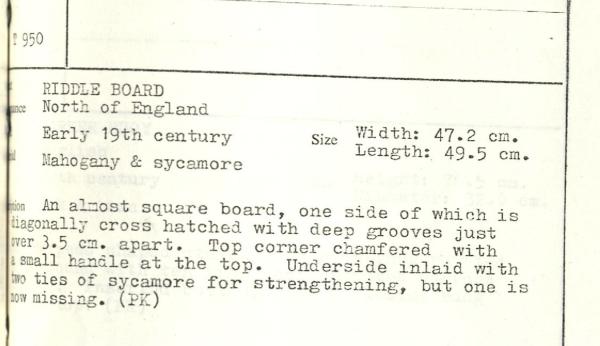 T 950
RIDDLE BOARD
North of England
Early 19th century
Size Width: 47.2 cm.
Length: 49.5 cm.
Mahogany & sycamore
An almost square board, one side of which is
diagonally cross hatched with deep grooves just
over 3.5 cm. apart. Top corner chamfered with
a small handle at the top. Underside inlaid with
two ties of sycamore for strengthening, but one is
now missing. (PK)